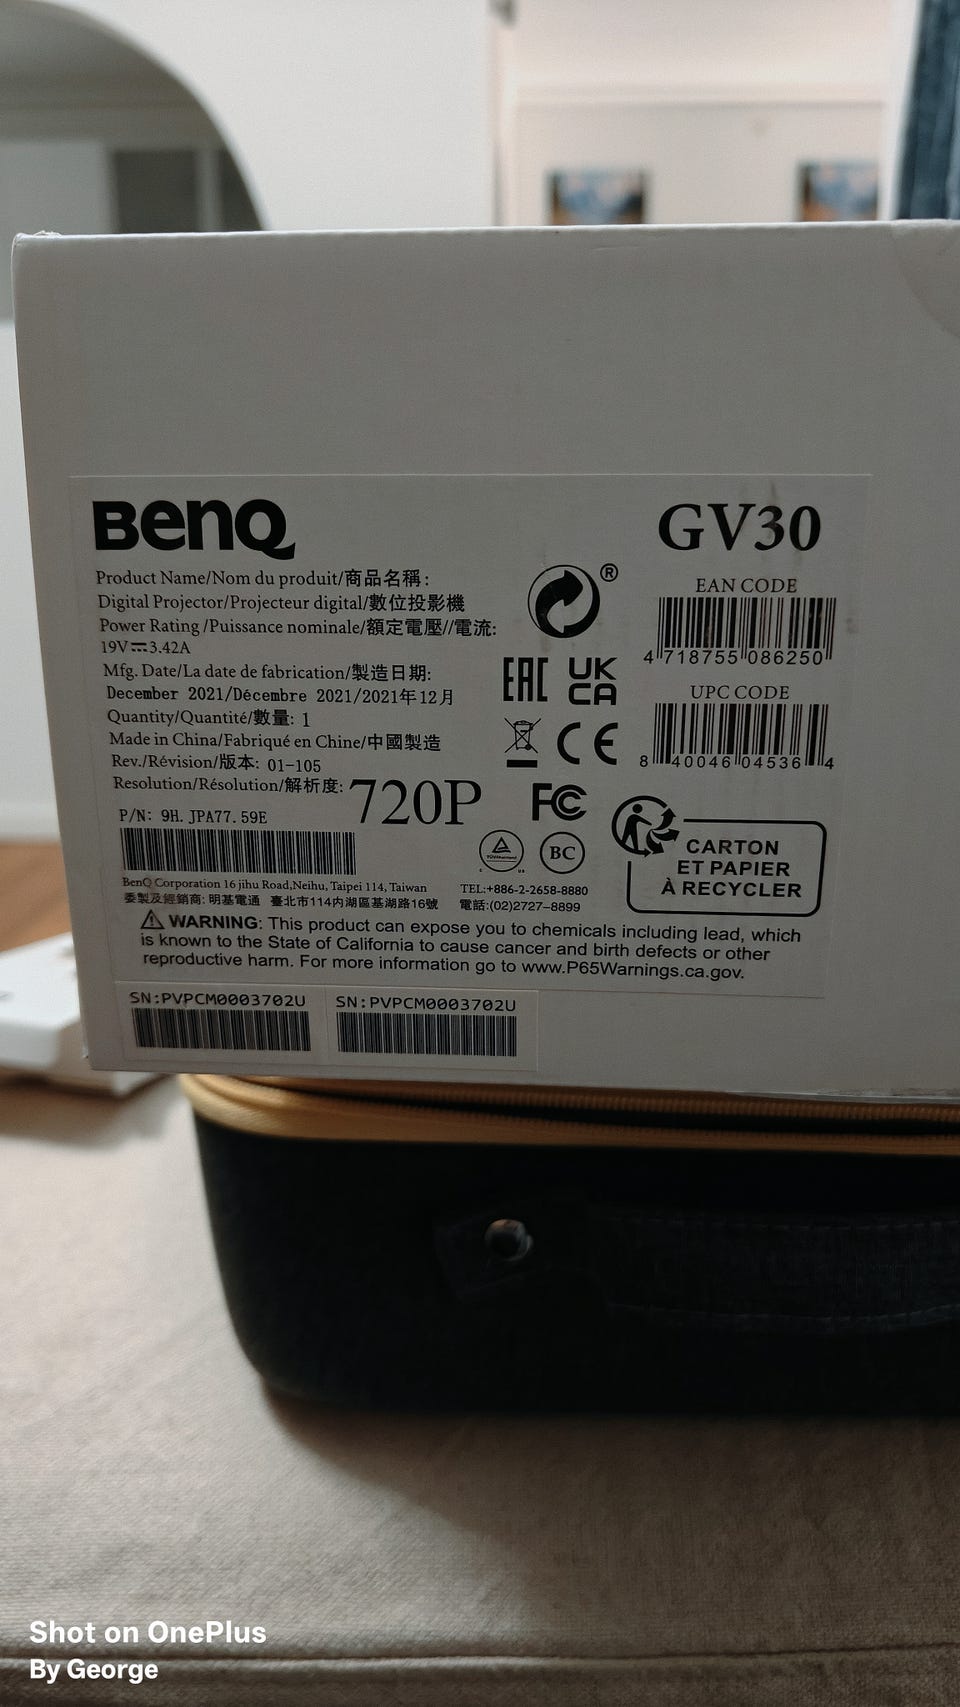 BenQ
GV30
Product Name/Nom du produit/商品名稱:
Digital Projector/Projecteur digital/數位投影機
Power Rating /Puissance nominale/額定電壓//電流:
19V⎓3.42A
Mfg. Date/La date de fabrication/製造日期:
December 2021/Décembre 2021/2021年12月
Quantity/Quantité/數量: 1
Made in China/Fabriqué en Chine/中國製造
Rev./Révision/版本: 01-105
Resolution/Résolution/解析度: 720P
P/N: 9H.JPA77.59E
®
EAN CODE
4 718755 086250
UPC CODE
8 40046 04536 4
EAC
UK
CA
CE
FC
BC
CARTON
ET PAPIER
À RECYCLER
BenQ Corporation 16 jihu Road,Neihu, Taipei 114, Taiwan
TEL:+886-2-2658-8880
委製及經銷商: 明基電通 臺北市114內湖區基湖路16號
電話:(02)2727-8899
WARNING: This product can expose you to chemicals including lead, which
is known to the State of California to cause cancer and birth defects or other
reproductive harm. For more information go to www.P65Warnings.ca.gov.
SN:PVPCM0003702U
SN:PVPCM0003702U
Shot on OnePlus
By George